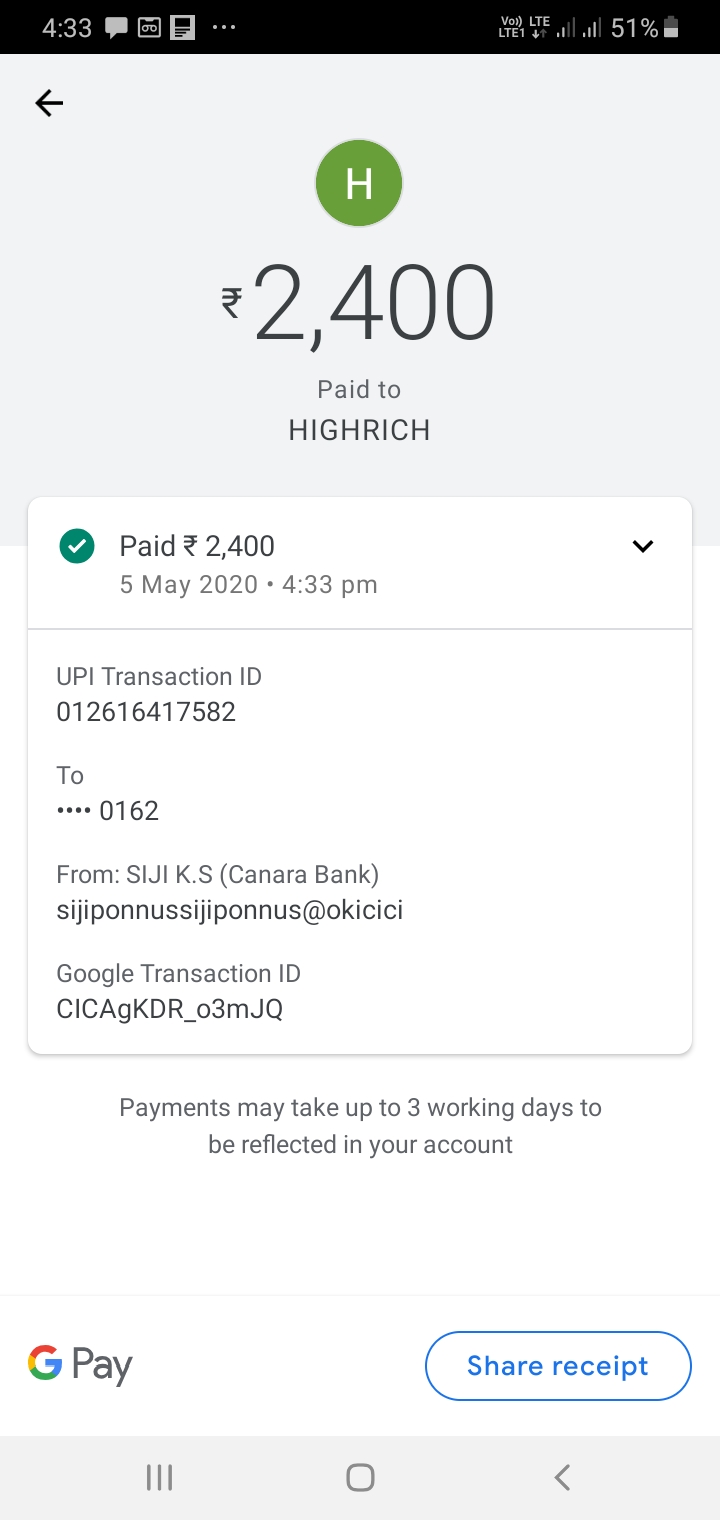 4:33
Vo)) LTE
LTE1
51%
H
₹2,400
Paid to
HIGHRICH
Paid ₹ 2,400
5 May 2020 • 4:33 pm
UPI Transaction ID
012616417582
To
•••• 0162
From: SIJI K.S (Canara Bank)
sijiponnussijiponnus@okicici
Google Transaction ID
CICAgKDR_o3mJQ
Payments may take up to 3 working days to
be reflected in your account
G Pay
Share receipt